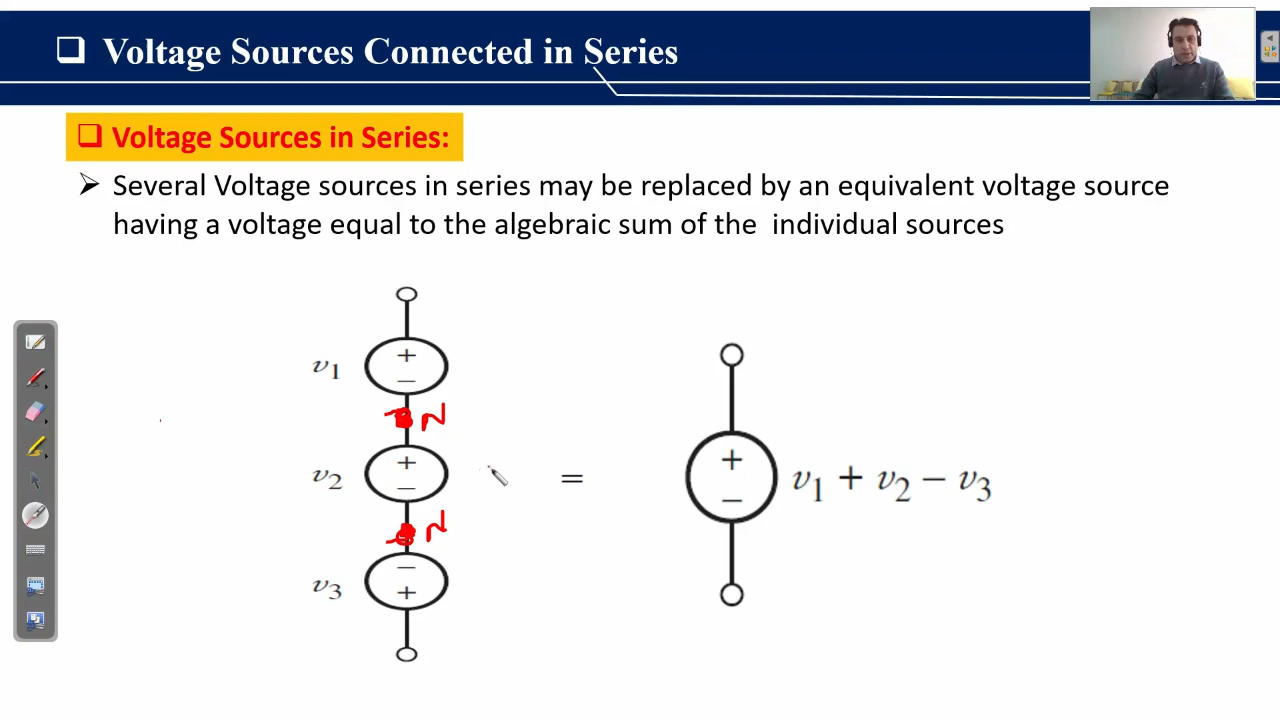 Voltage Sources Connected in Series
Voltage Sources in Series:
Several Voltage sources in series may be replaced by an equivalent voltage source
having a voltage equal to the algebraic sum of the individual sources
v1
+
−
N
v2
+
−
N
v3
−
+
=
+
−
v1 + v2 − v3